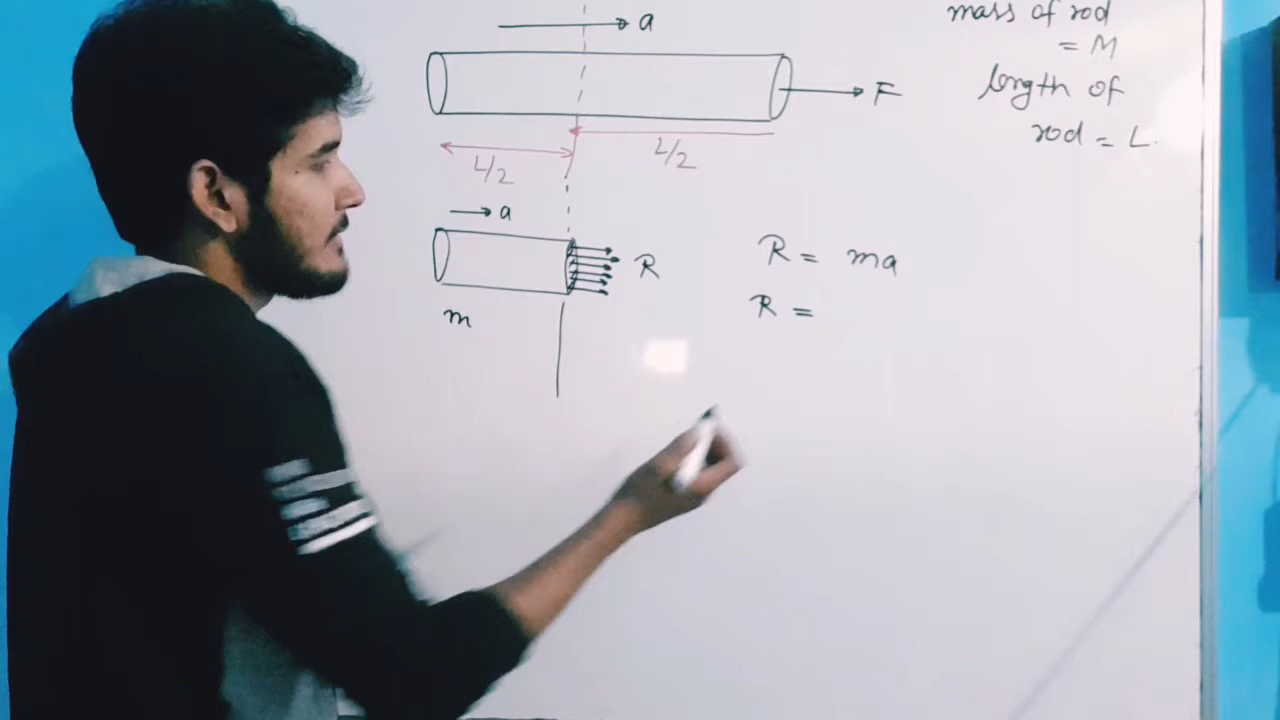 a
mass of rod
= M
F
length of
rod = L.
L/2
L/2
a
R
R = ma
m
R =